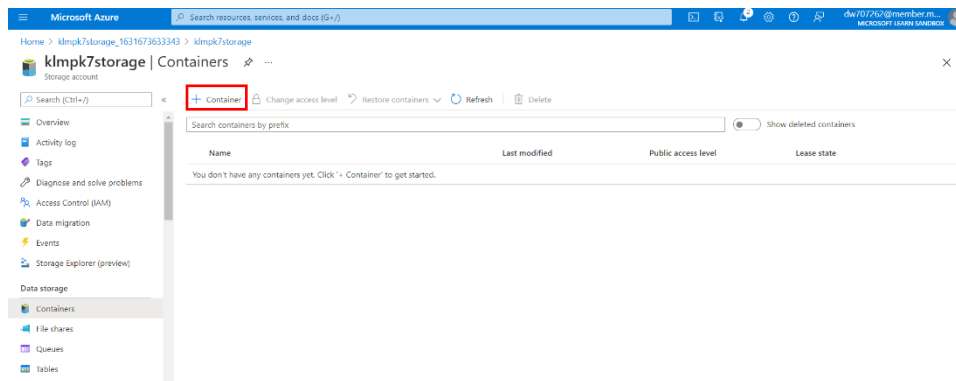 Microsoft Azure
Search resources, services, and docs (G+/)
dw707262@member.m...
MICROSOFT LEARN SANDBOX
Home > klmpk7storage_1631673633343 > klmpk7storage
klmpk7storage | Containers
Storage account
Search (Ctrl+/)
+ Container Change access level Restore containers Refresh Delete
Overview
Activity log
Tags
Diagnose and solve problems
Access Control (IAM)
Data migration
Events
Storage Explorer (preview)
Data storage
Containers
File shares
Queues
Tables
Search containers by prefix
Show deleted containers
Name Last modified Public access level Lease state
You don't have any containers yet. Click '+ Container' to get started.